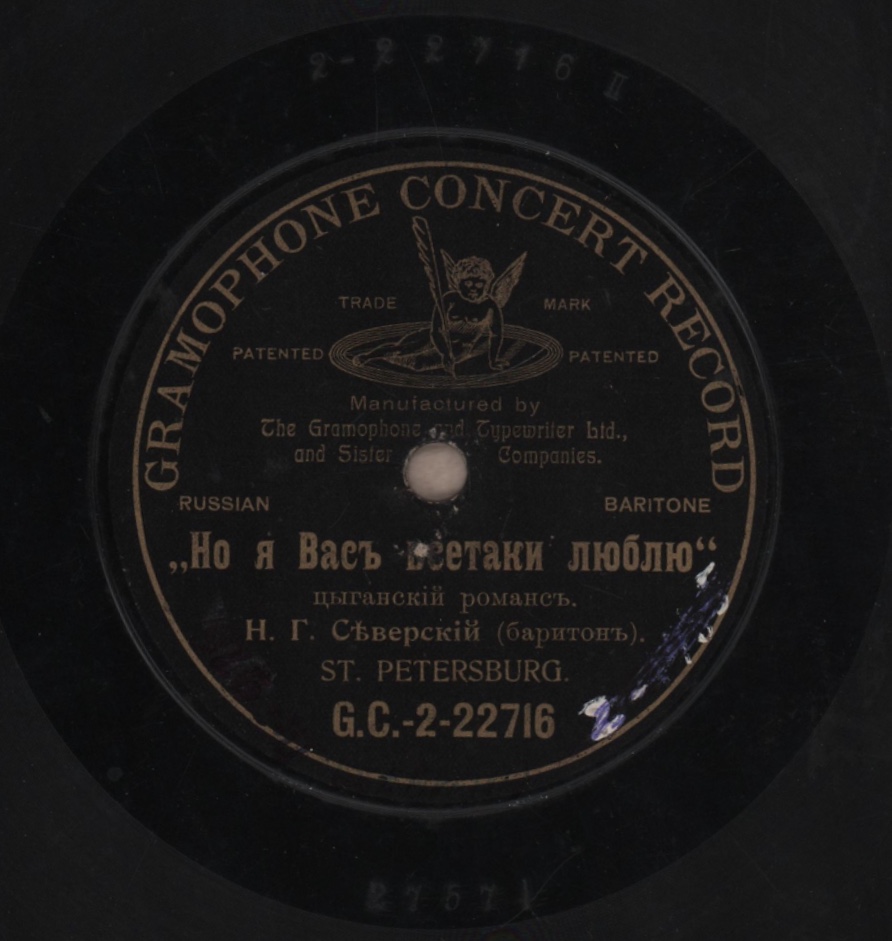 2-22716 II
GRAMOPHONE CONCERT RECORD
TRADE MARK
PATENTED PATENTED
Manufactured by
The Gramophone and Typewriter Ltd.,
and Sister Companies.
RUSSIAN BARITONE
„Но я Васъ всетаки люблю“
цыганскій романсъ.
Н. Г. Сѣверскій (баритонъ).
ST. PETERSBURG.
G.C.-2-22716
2757 l